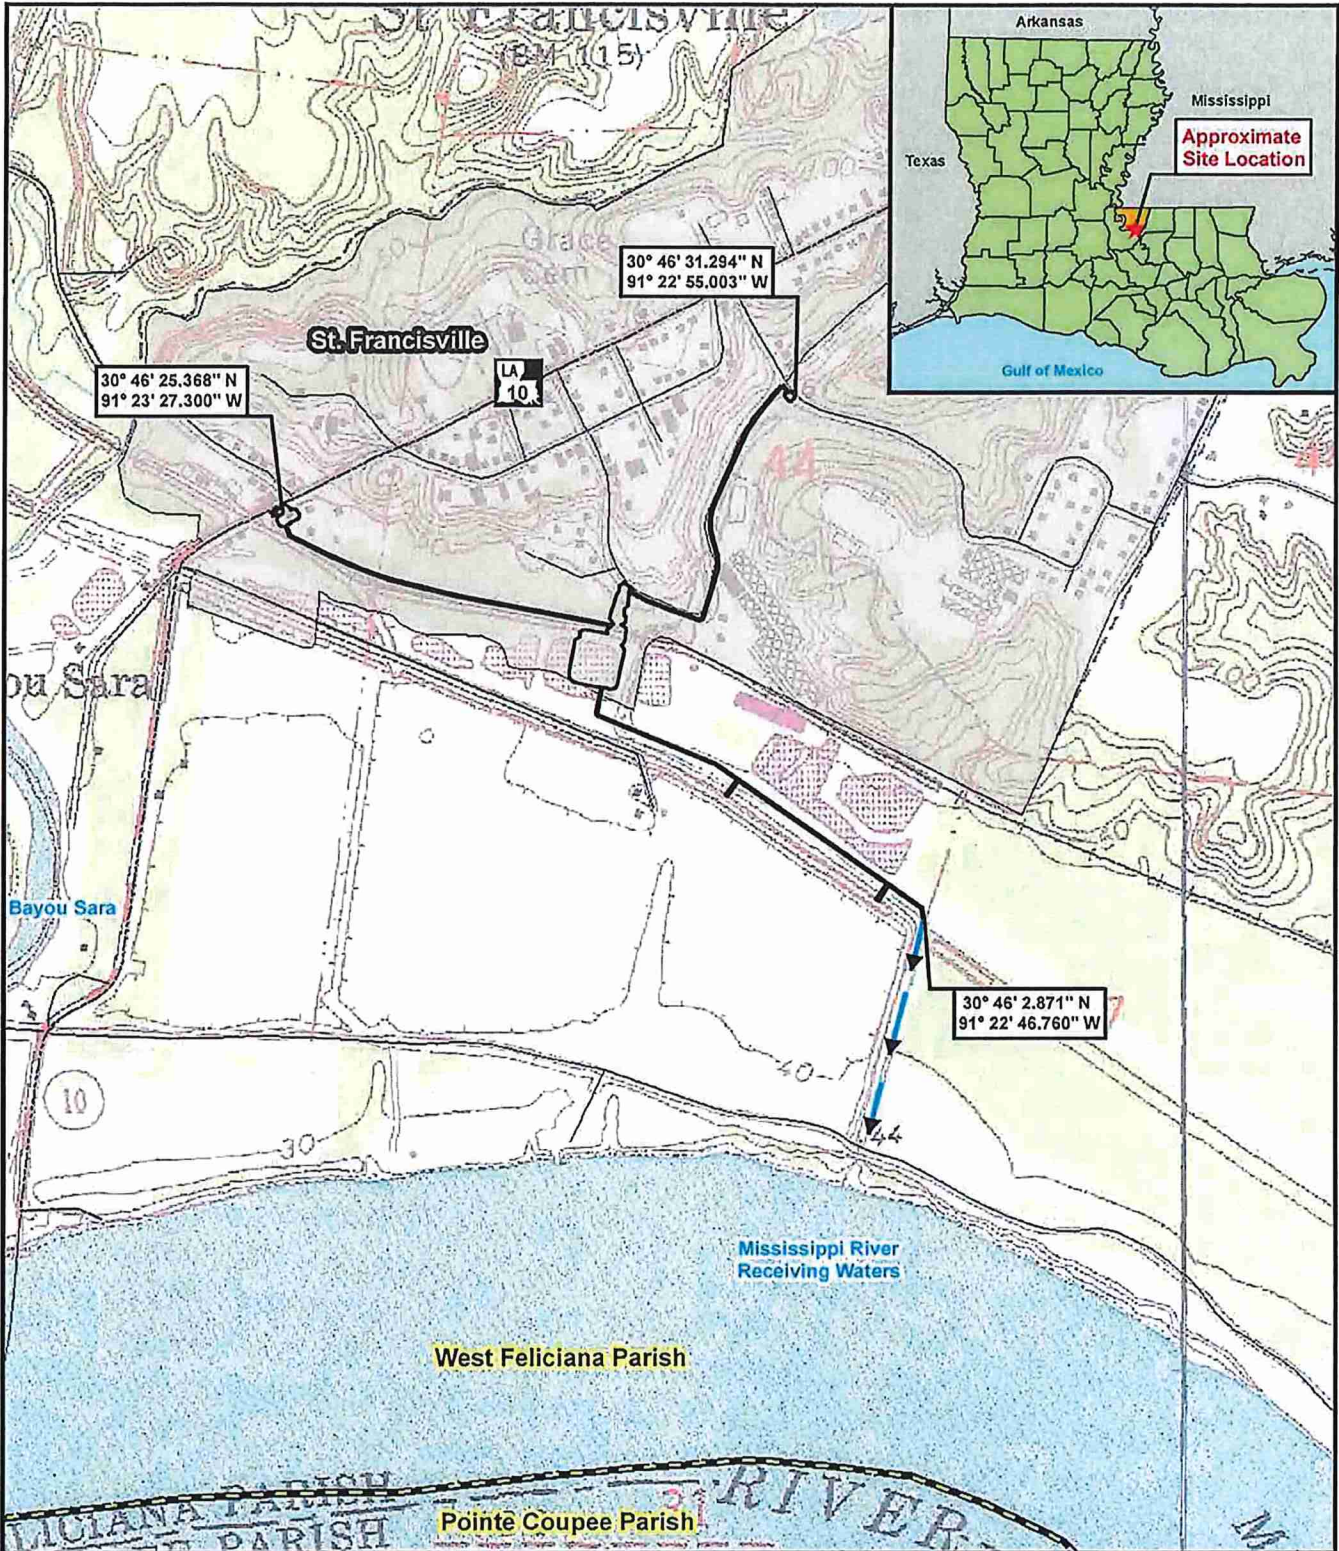 St Francisville
(BM 115)
Arkansas
Mississippi
Texas
Approximate
Site Location
Gulf of Mexico
Grace
Cem
30° 46' 31.294" N
91° 22' 55.003" W
St. Francisville
LA
10
30° 46' 25.368" N
91° 23' 27.300" W
44
ou Sara
Bayou Sara
30° 46' 2.871" N
91° 22' 46.760" W
40
10
30
44
Mississippi River
Receiving Waters
West Feliciana Parish
RIVER
LICIANA PARISH
PARISH
Pointe Coupee Parish
M